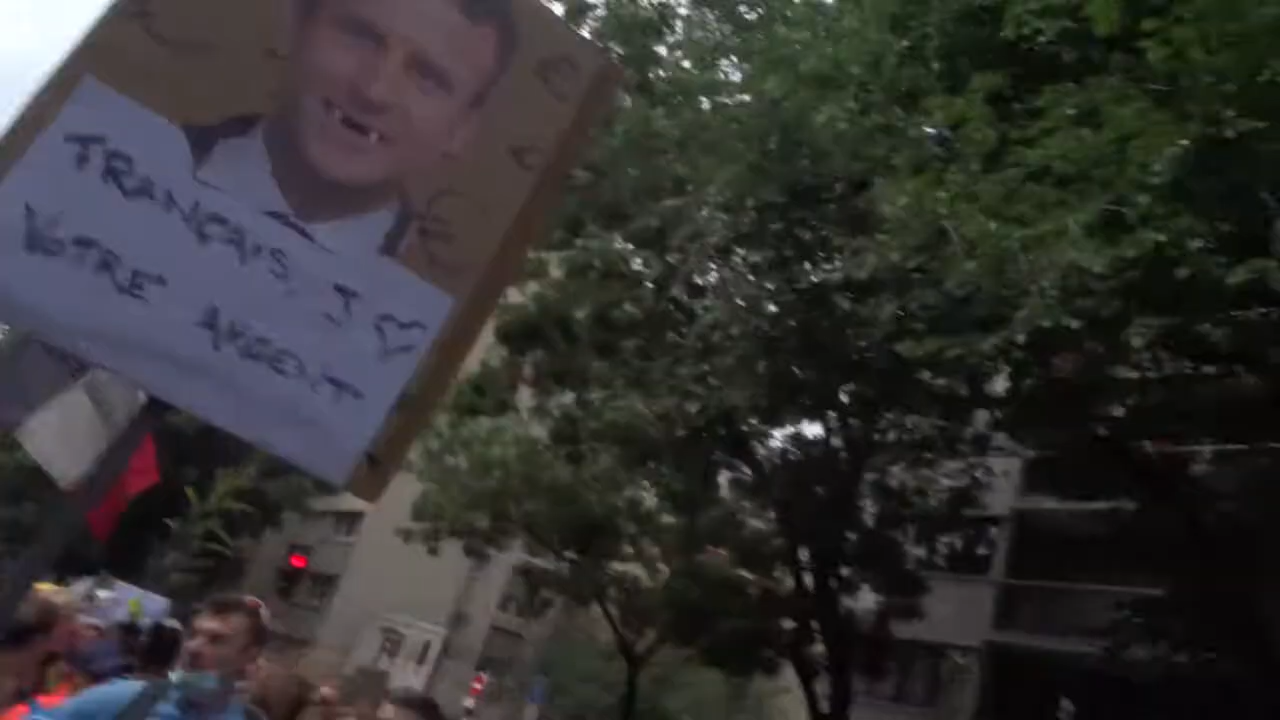 FRANÇAIS, I ♡
VOTRE ARGENT
€
€
€